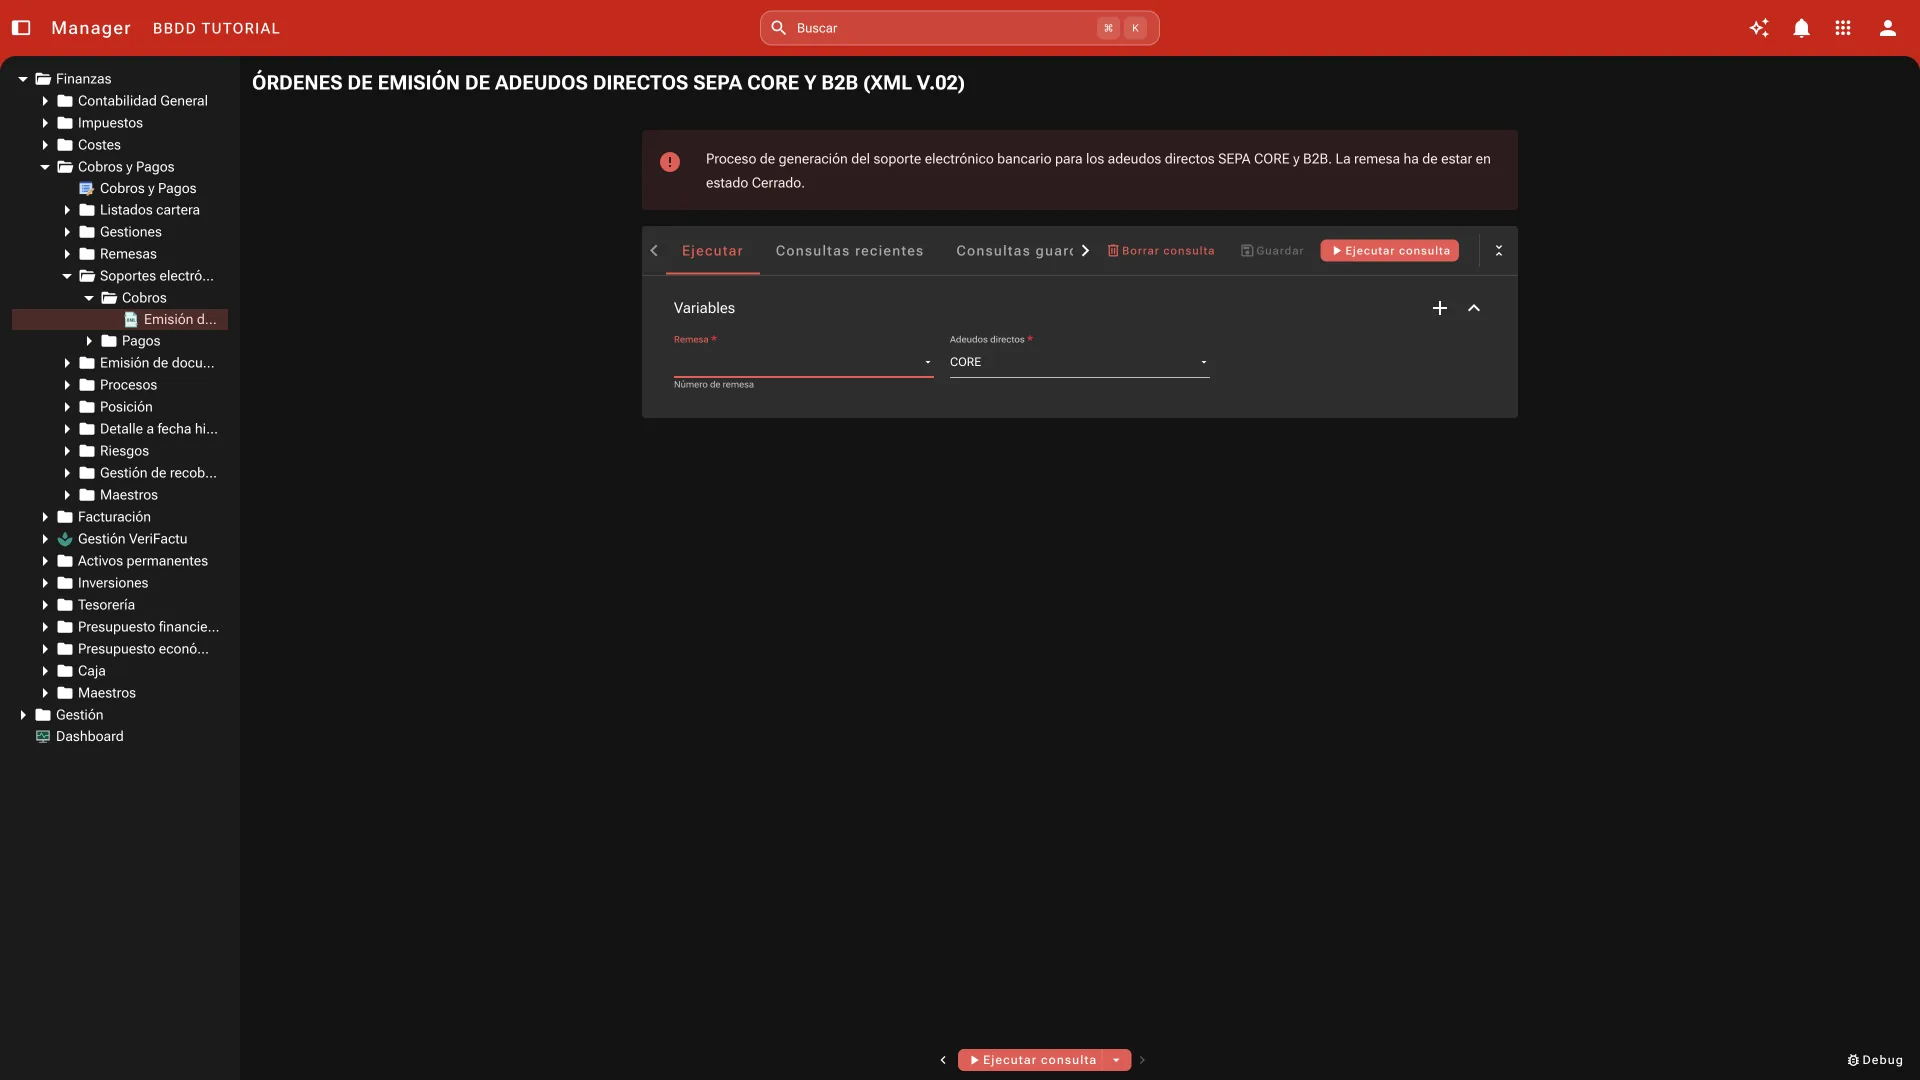 Manager
BBDD TUTORIAL
Buscar
⌘
K
Finanzas
Contabilidad General
Impuestos
Costes
Cobros y Pagos
Cobros y Pagos
Listados cartera
Gestiones
Remesas
Soportes electró...
Cobros
Emisión d...
Pagos
Emisión de docu...
Procesos
Posición
Detalle a fecha hi...
Riesgos
Gestión de recob...
Maestros
Facturación
Gestión VeriFactu
Activos permanentes
Inversiones
Tesorería
Presupuesto financie...
Presupuesto econó...
Caja
Maestros
Gestión
Dashboard
ÓRDENES DE EMISIÓN DE ADEUDOS DIRECTOS SEPA CORE Y B2B (XML V.02)
Proceso de generación del soporte electrónico bancario para los adeudos directos SEPA CORE y B2B. La remesa ha de estar en
estado Cerrado.
Ejecutar
Consultas recientes
Consultas guard
Borrar consulta
Guardar
Ejecutar consulta
Variables
Remesa *
Adeudos directos *
CORE
Número de remesa
Ejecutar consulta
Debug